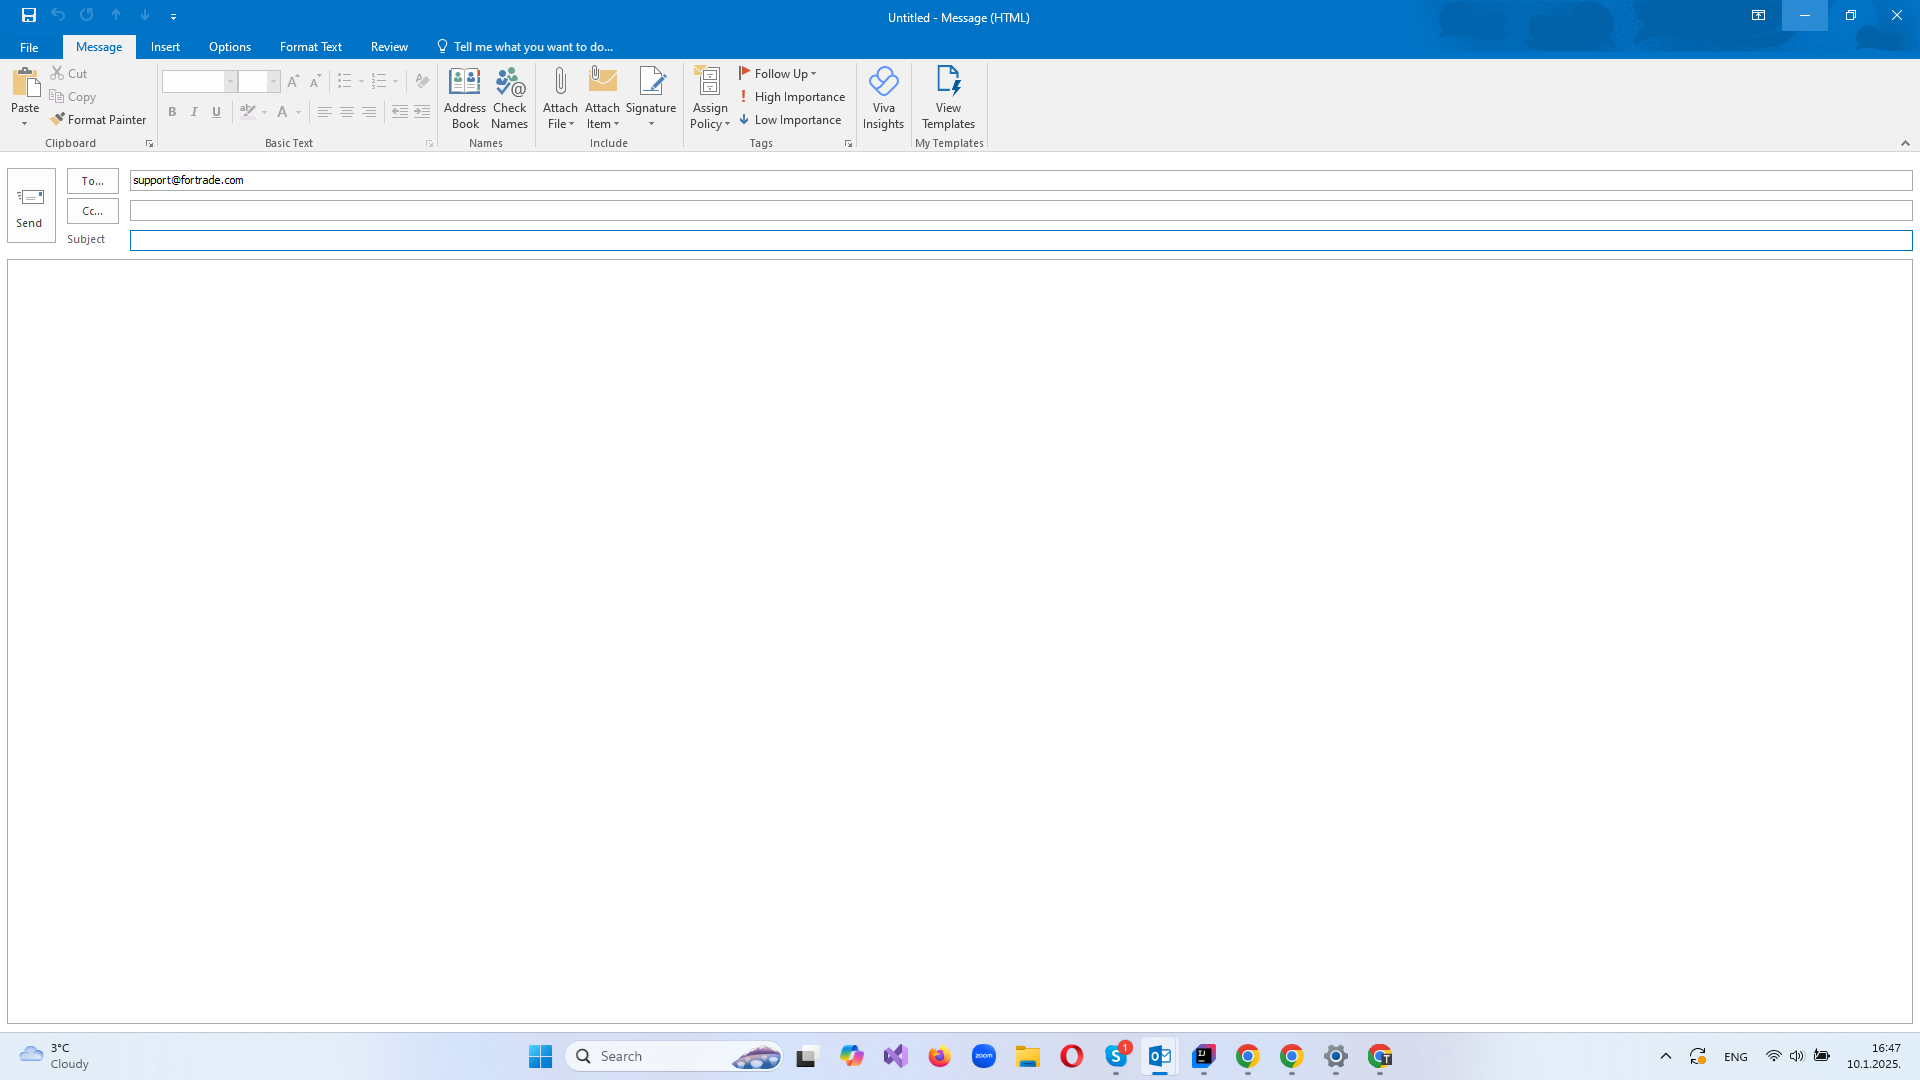 Untitled - Message (HTML)
File Message Insert Options Format Text Review Tell me what you want to do...
Paste
Cut
Copy
Format Painter
Clipboard
B I U
Basic Text
Address Book
Check Names
Names
Attach File
Attach Item
Signature
Include
Assign Policy
Follow Up
High Importance
Low Importance
Tags
Viva Insights
View Templates
My Templates
Send
To...
support@fortrade.com
Cc...
Subject
3°C
Cloudy
Search
zoom
1
ENG
16:47
10.1.2025.